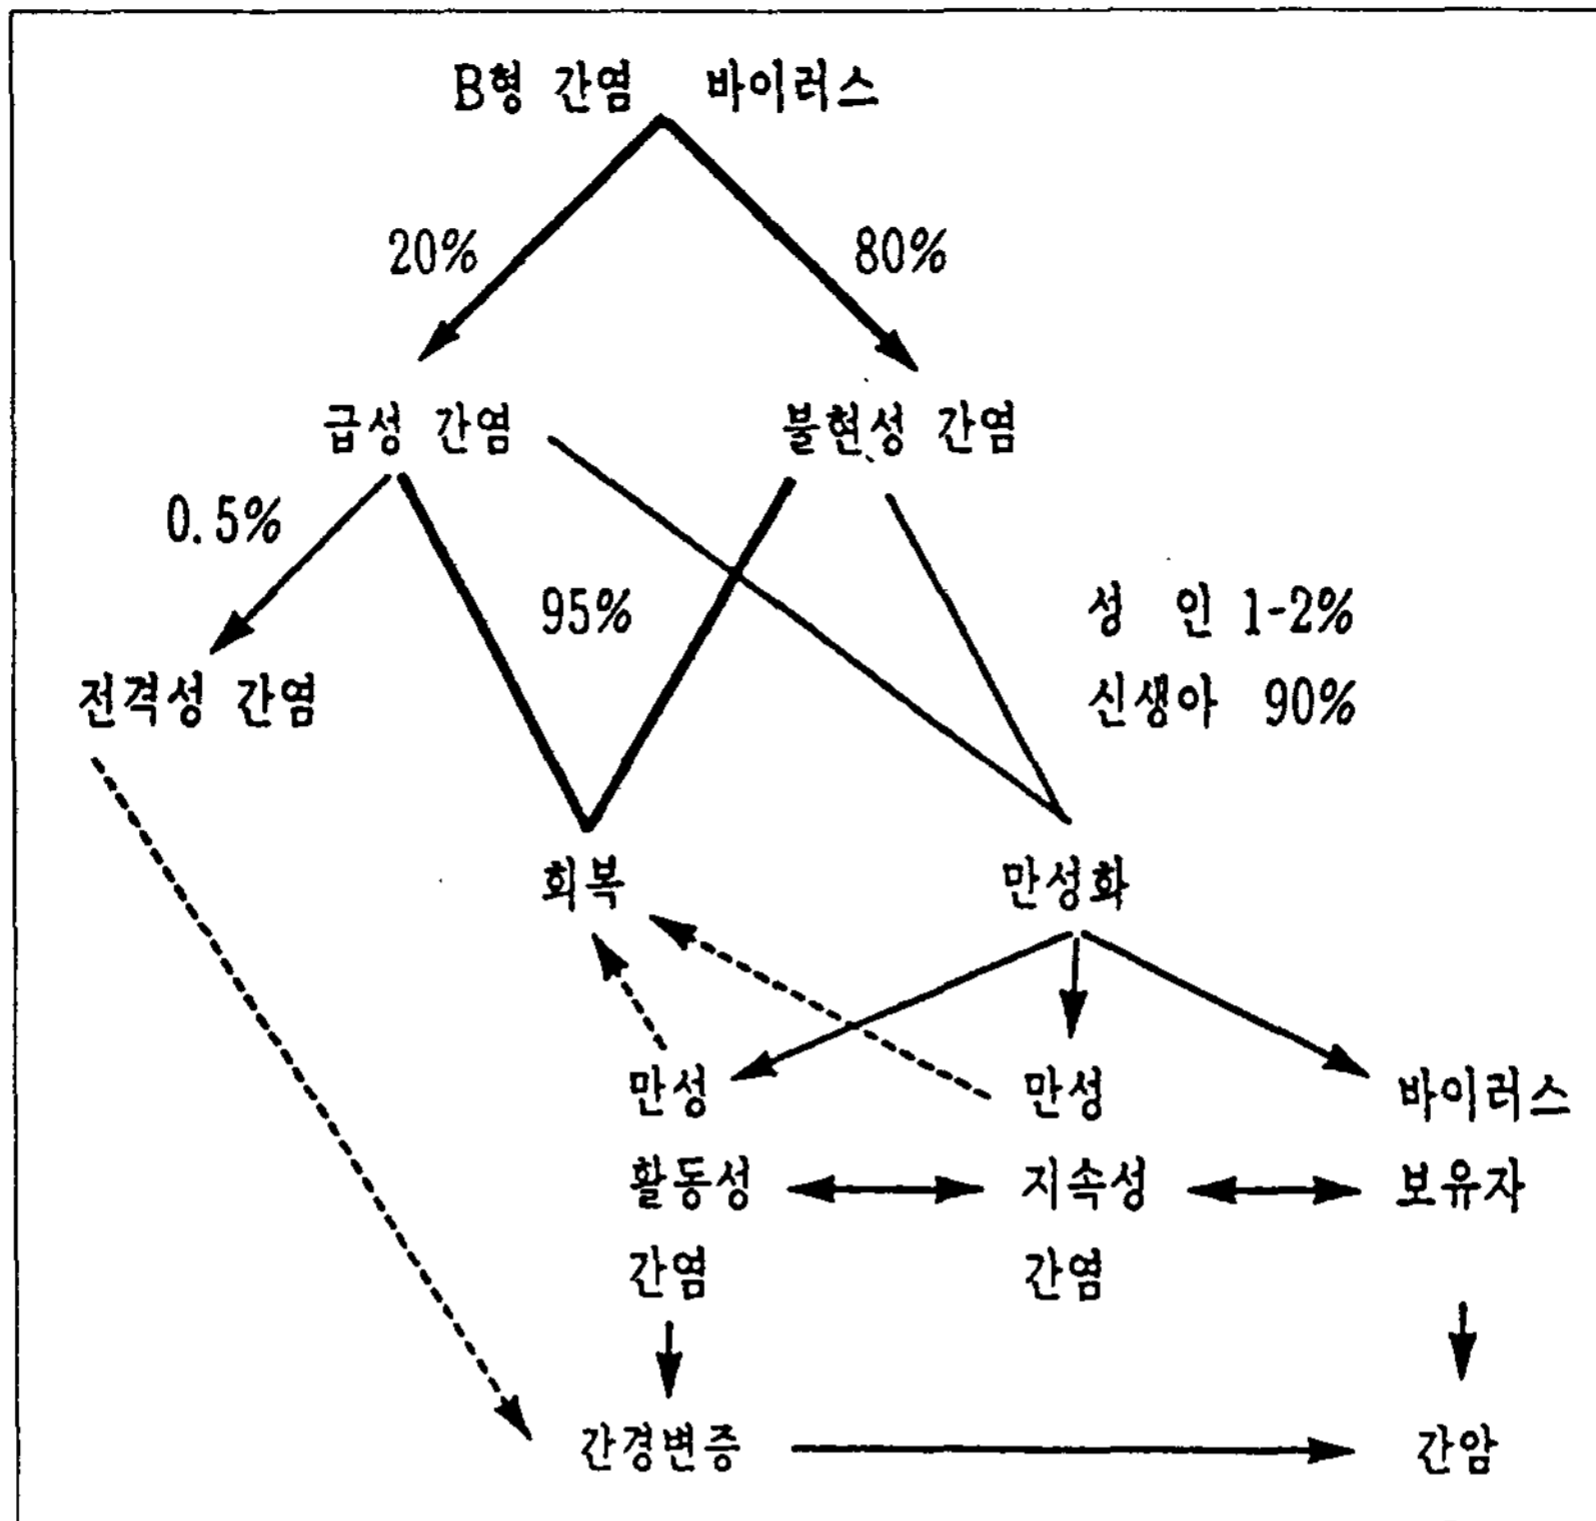 B형 간염 바이러스
20% 80%
급성 간염 불현성 간염
0.5%
95% 성 인 1-2%
전격성 간염 신생아 90%
회복 만성화
만성 만성 바이러스
활동성 지속성 보유자
간염 간염
간경변증 간암